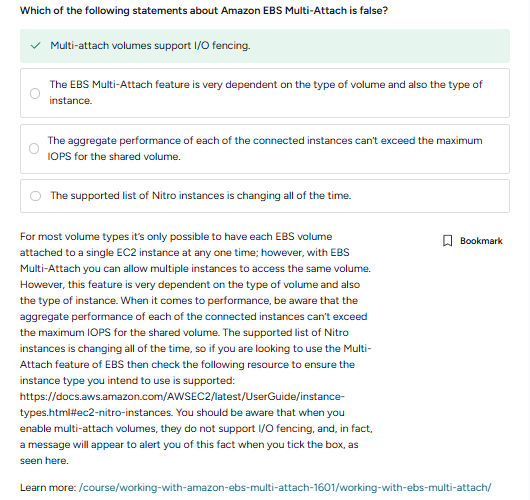 Which of the following statements about Amazon EBS Multi-Attach is false?
Multi-attach volumes support I/O fencing.
The EBS Multi-Attach feature is very dependent on the type of volume and also the type of
instance.
The aggregate performance of each of the connected instances can't exceed the maximum
IOPS for the shared volume.
The supported list of Nitro instances is changing all of the time.
For most volume types it's only possible to have each EBS volume
attached to a single EC2 instance at any one time; however, with EBS
Multi-Attach you can allow multiple instances to access the same volume.
However, this feature is very dependent on the type of volume and also
the type of instance. When it comes to performance, be aware that the
aggregate performance of each of the connected instances can't exceed
the maximum IOPS for the shared volume. The supported list of Nitro
instances is changing all of the time, so if you are looking to use the Multi-
Attach feature of EBS then check the following resource to ensure the
instance type you intend to use is supported:
https://docs.aws.amazon.com/AWSEC2/latest/UserGuide/instance-
types.html#ec2-nitro-instances. You should be aware that when you
enable multi-attach volumes, they do not support I/O fencing, and, in fact,
a message will appear to alert you of this fact when you tick the box, as
seen here.
Bookmark
Learn more: /course/working-with-amazon-ebs-multi-attach-1601/working-with-ebs-multi-attach/